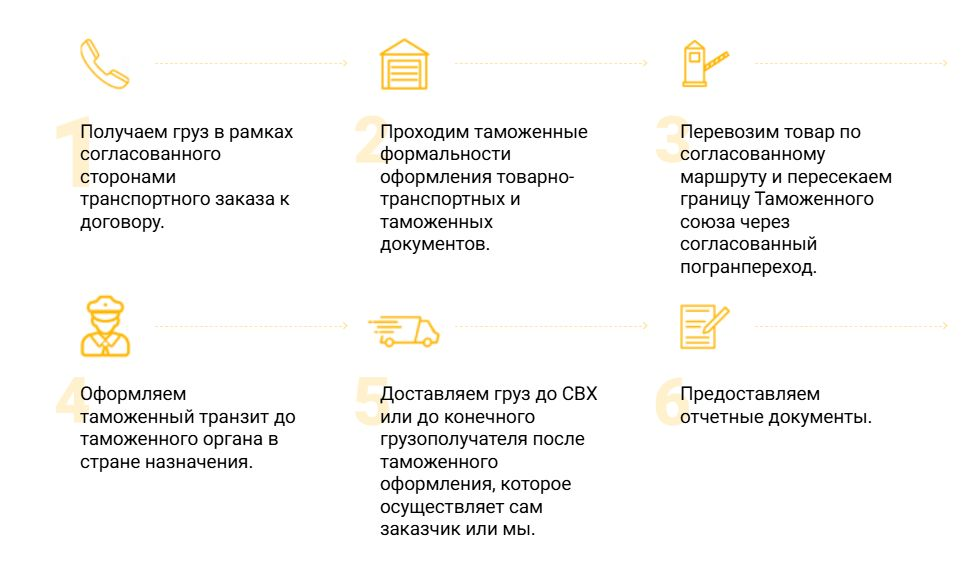 1
Получаем груз в рамках
согласованного
сторонами
транспортного заказа к
договору.
2
Проходим таможенные
формальности
оформления товарно-
транспортных и
таможенных
документов.
3
Перевозим товар по
согласованному
маршруту и пересекаем
границу Таможенного
союза через
согласованный
погранпереход.
4
Оформляем
таможенный транзит до
таможенного органа в
стране назначения.
5
Доставляем груз до СВХ
или до конечного
грузополучателя после
таможенного
оформления, которое
осуществляет сам
заказчик или мы.
6
Предоставляем
отчетные документы.